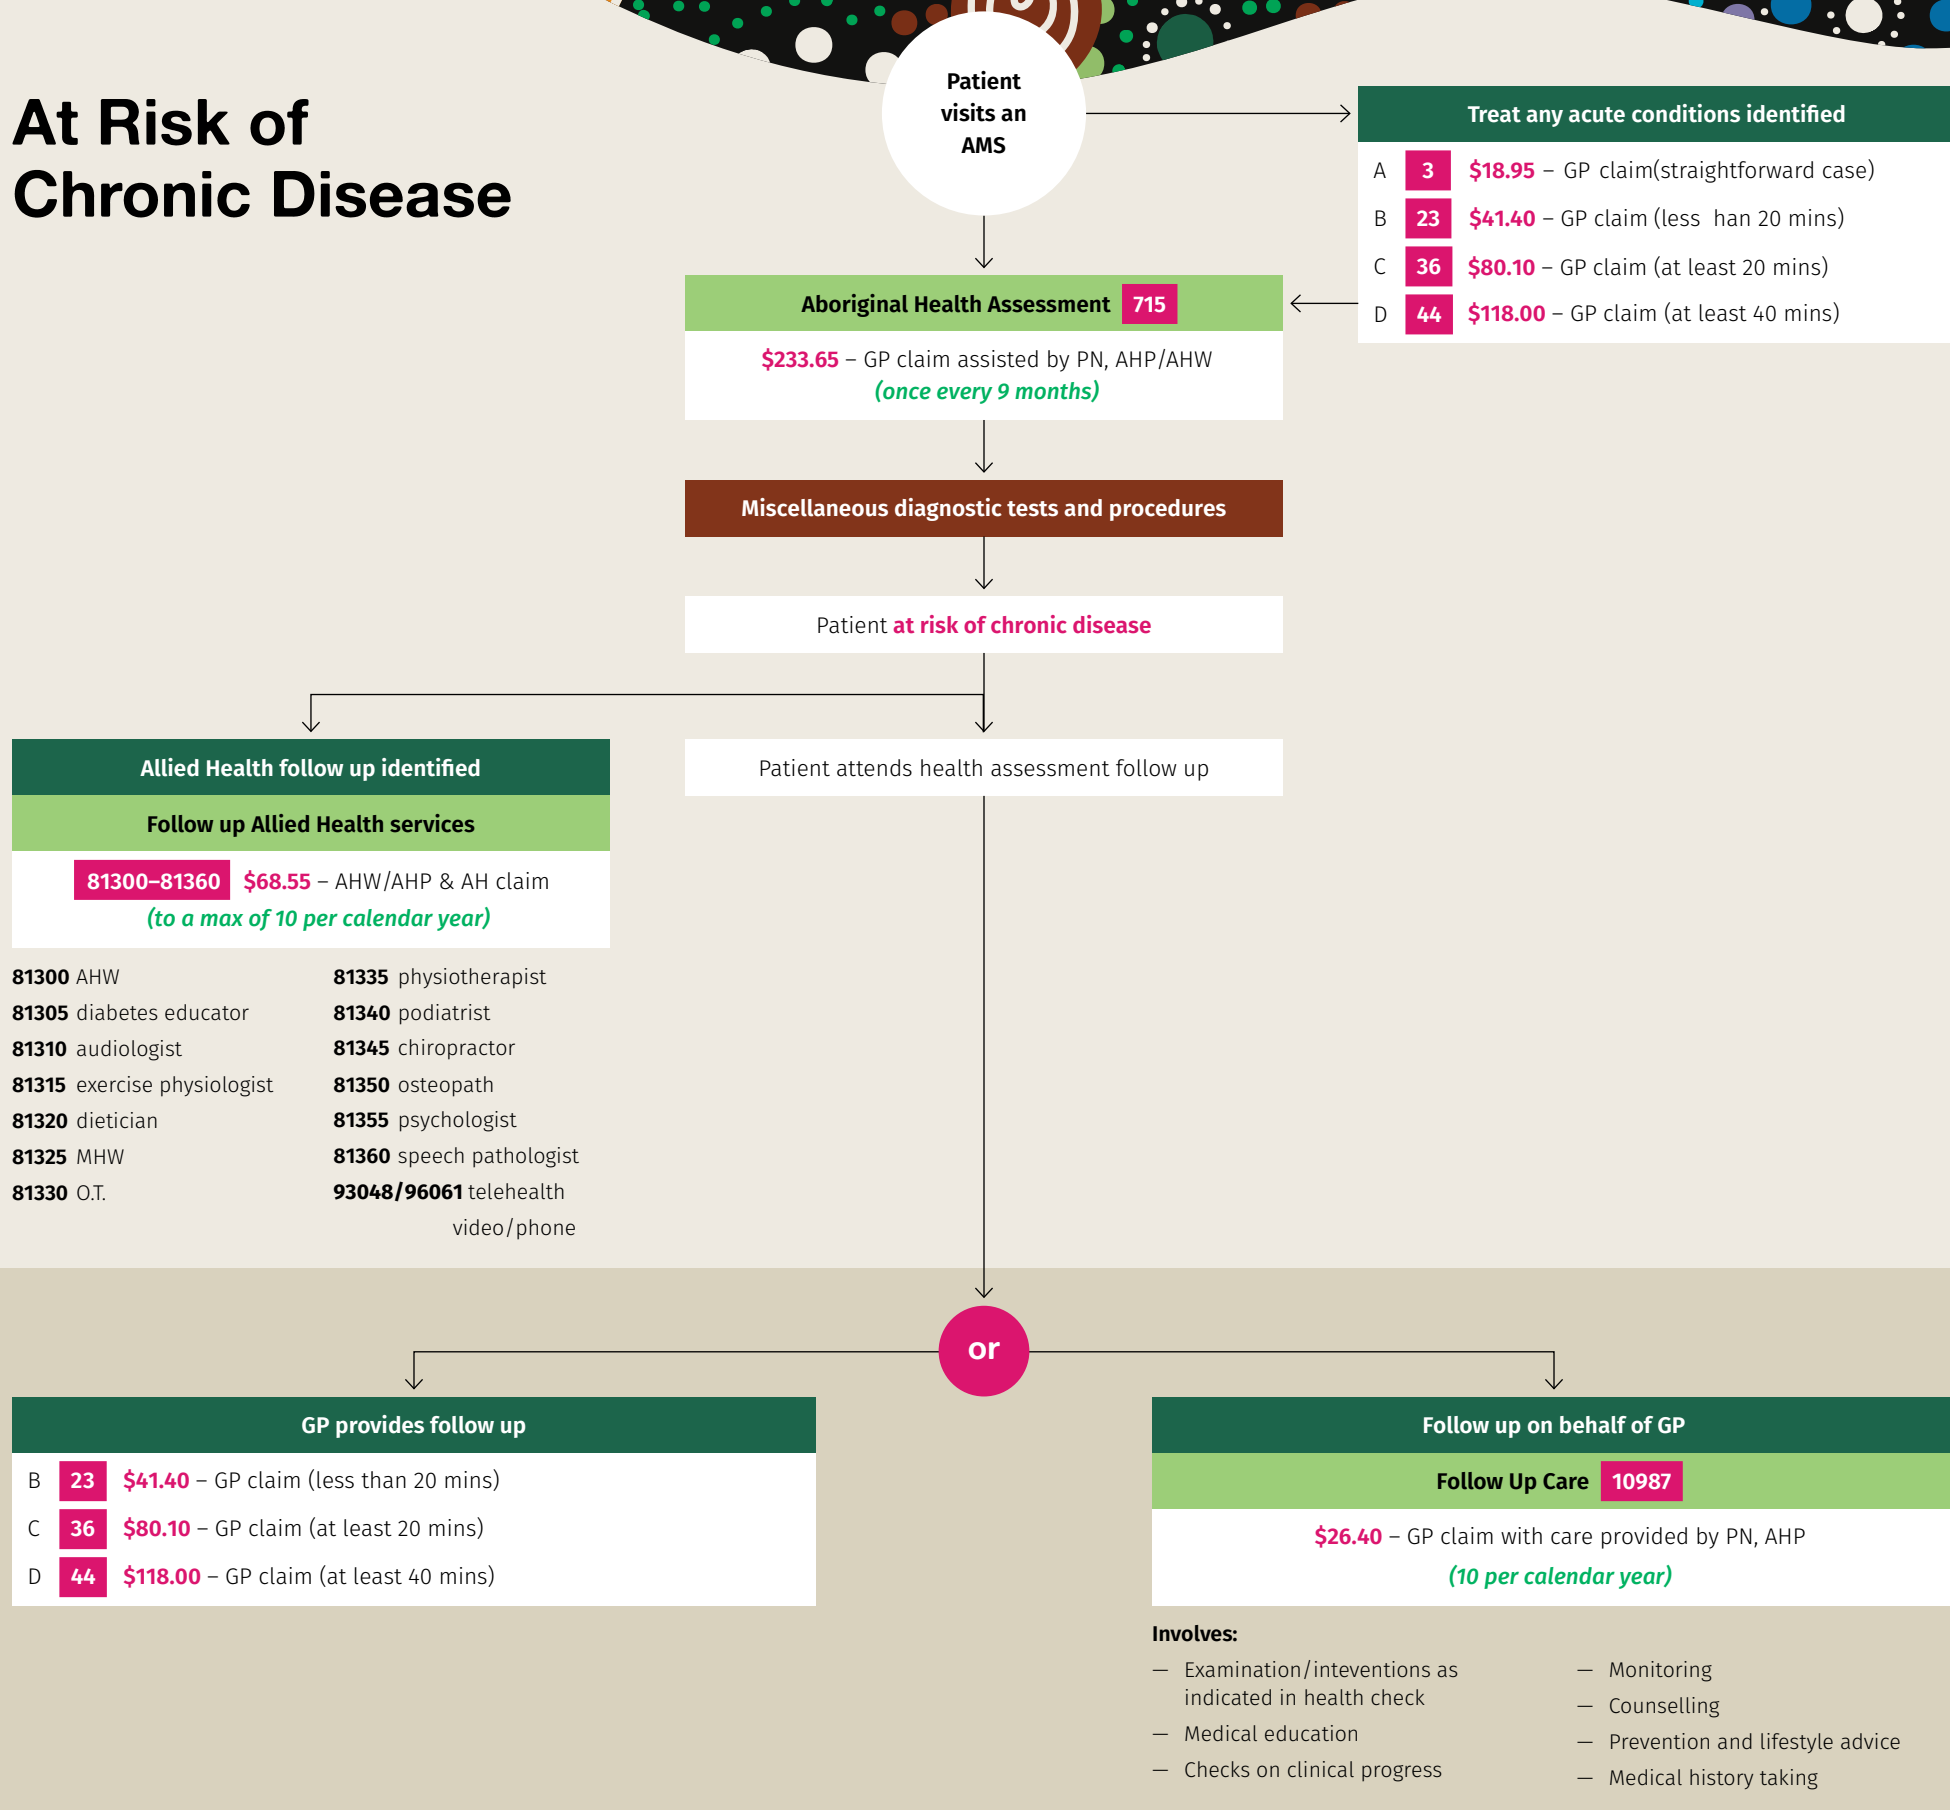 At Risk of
Chronic Disease
Patient
visits an
AMS
Treat any acute conditions identified
A 3 $18.95 – GP claim(straightforward case)
B 23 $41.40 – GP claim (less han 20 mins)
C 36 $80.10 – GP claim (at least 20 mins)
D 44 $118.00 – GP claim (at least 40 mins)
Aboriginal Health Assessment 715
$233.65 – GP claim assisted by PN, AHP/AHW
(once every 9 months)
Miscellaneous diagnostic tests and procedures
Patient at risk of chronic disease
Allied Health follow up identified
Follow up Allied Health services
81300–81360 $68.55 – AHW/AHP & AH claim
(to a max of 10 per calendar year)
Patient attends health assessment follow up
81300 AHW
81305 diabetes educator
81310 audiologist
81315 exercise physiologist
81320 dietician
81325 MHW
81330 O.T.
81335 physiotherapist
81340 podiatrist
81345 chiropractor
81350 osteopath
81355 psychologist
81360 speech pathologist
93048/96061 telehealth
video/phone
or
GP provides follow up
B 23 $41.40 – GP claim (less than 20 mins)
C 36 $80.10 – GP claim (at least 20 mins)
D 44 $118.00 – GP claim (at least 40 mins)
Follow up on behalf of GP
Follow Up Care 10987
$26.40 – GP claim with care provided by PN, AHP
(10 per calendar year)
Involves:
— Examination/inteventions as
indicated in health check
— Medical education
— Checks on clinical progress
— Monitoring
— Counselling
— Prevention and lifestyle advice
— Medical history taking